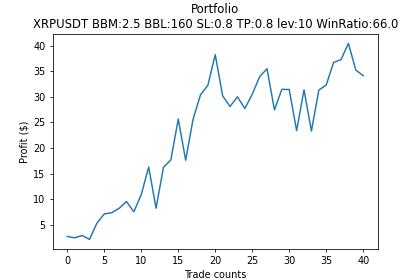 Portfolio
XRPUSDT BBM:2.5 BBL:160 SL:0.8 TP:0.8 lev:10 WinRatio:66.0
40
35
30
25
20
15
10
5
Profit ($)
0 5 10 15 20 25 30 35 40
Trade counts